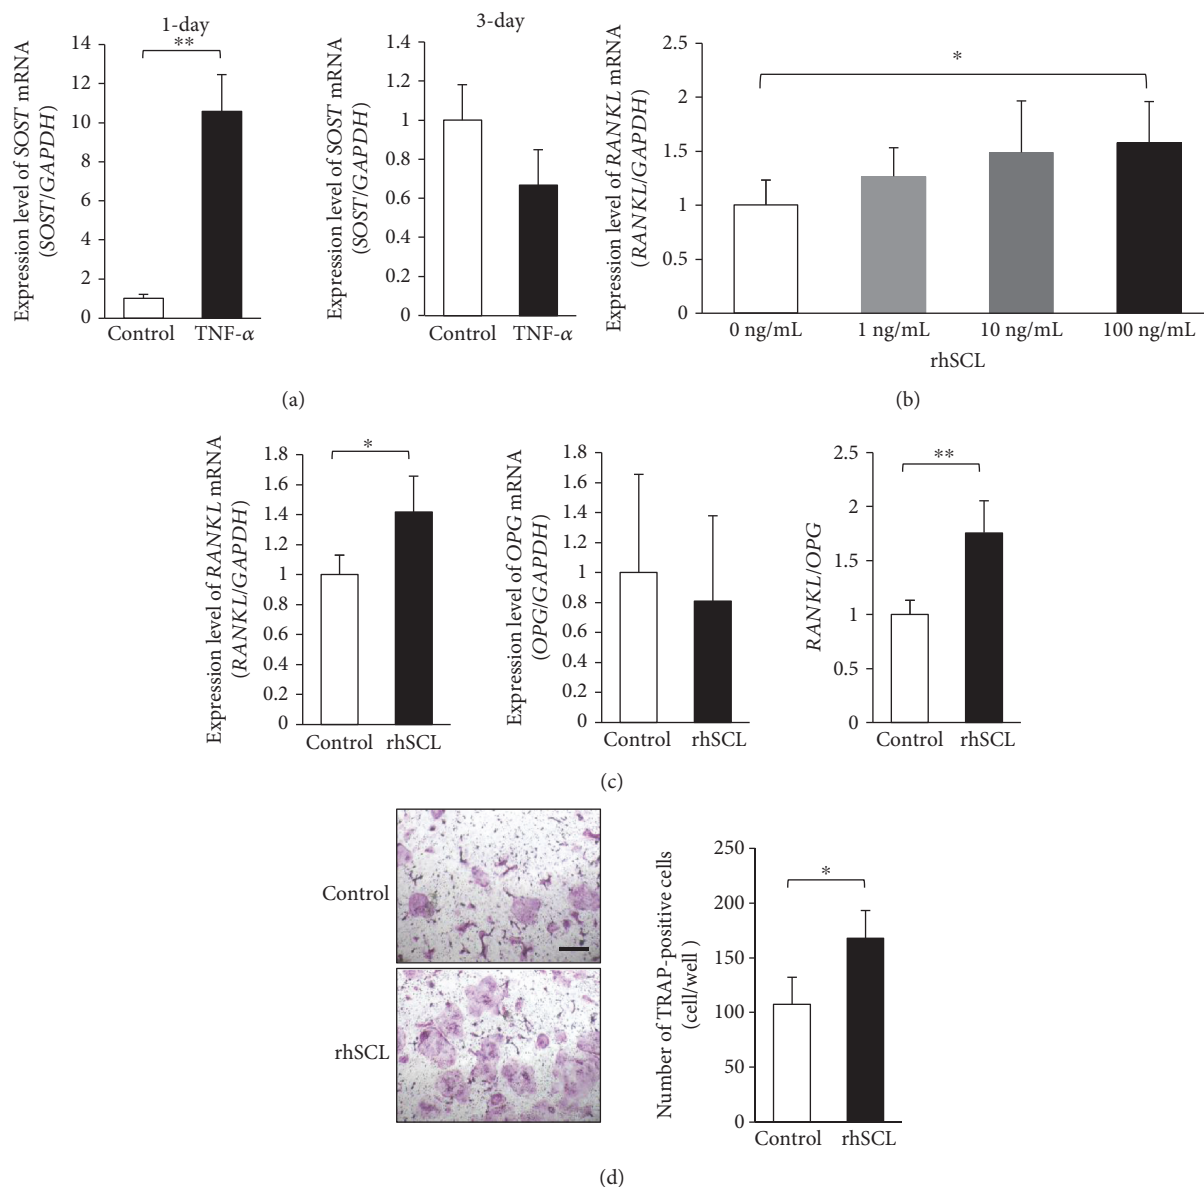 1-day
Expression level of SOST mRNA
(SOST/GAPDH)
14
12
10
8
6
4
2
0
**
Control
TNF-α
3-day
Expression level of SOST mRNA
(SOST/GAPDH)
1.4
1.2
1
0.8
0.6
0.4
0.2
0
Control
TNF-α
(a)
Expression level of RANKL mRNA
(RANKL/GAPDH)
2.5
2
1.5
1
0.5
0
*
0 ng/mL
1 ng/mL
10 ng/mL
100 ng/mL
rhSCL
(b)
Expression level of RANKL mRNA
(RANKL/GAPDH)
1.8
1.6
1.4
1.2
1
0.8
0.6
0.4
0.2
0
*
Control
rhSCL
Expression level of OPG mRNA
(OPG/GAPDH)
1.8
1.6
1.4
1.2
1
0.8
0.6
0.4
0.2
0
Control
rhSCL
RANKL/OPG
2.5
2
1.5
1
0.5
0
**
Control
rhSCL
(c)
Control
rhSCL
Number of TRAP-positive cells
(cell/well )
250
200
150
100
50
0
*
Control
rhSCL
(d)